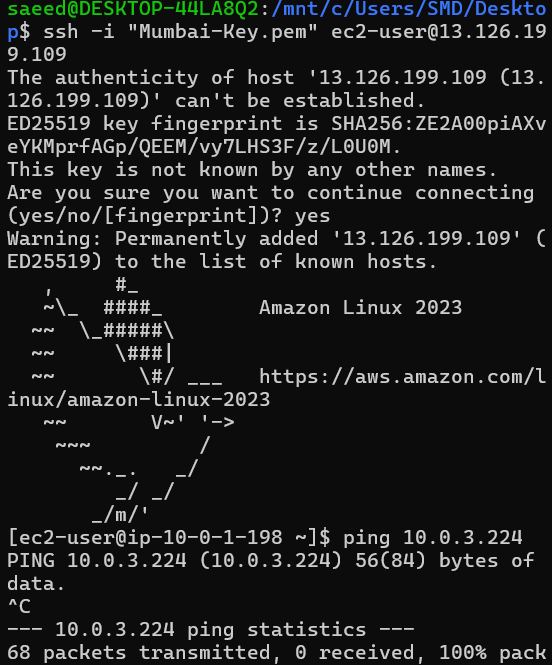 saeed@DESKTOP-44LA8Q2:/mnt/c/Users/SMD/Deskto
p$ ssh -i "Mumbai-Key.pem" ec2-user@13.126.19
9.109
The authenticity of host '13.126.199.109 (13.
126.199.109)' can't be established.
ED25519 key fingerprint is SHA256:ZE2A00piAXv
eYKMprfAGp/QEEM/vy7LHS3F/z/L0U0M.
This key is not known by any other names.
Are you sure you want to continue connecting
(yes/no/[fingerprint])? yes
Warning: Permanently added '13.126.199.109' (
ED25519) to the list of known hosts.
   ,     #_
   ~\_  ####_        Amazon Linux 2023
  ~~  \_#####\
  ~~     \###|
  ~~       \#/ ___   https://aws.amazon.com/l
inux/amazon-linux-2023
   ~~       V~' '->
    ~~~         /
      ~~._.   _/
         _/ _/
       _/m/'
[ec2-user@ip-10-0-1-198 ~]$ ping 10.0.3.224
PING 10.0.3.224 (10.0.3.224) 56(84) bytes of
data.
^C
--- 10.0.3.224 ping statistics ---
68 packets transmitted, 0 received, 100% pack